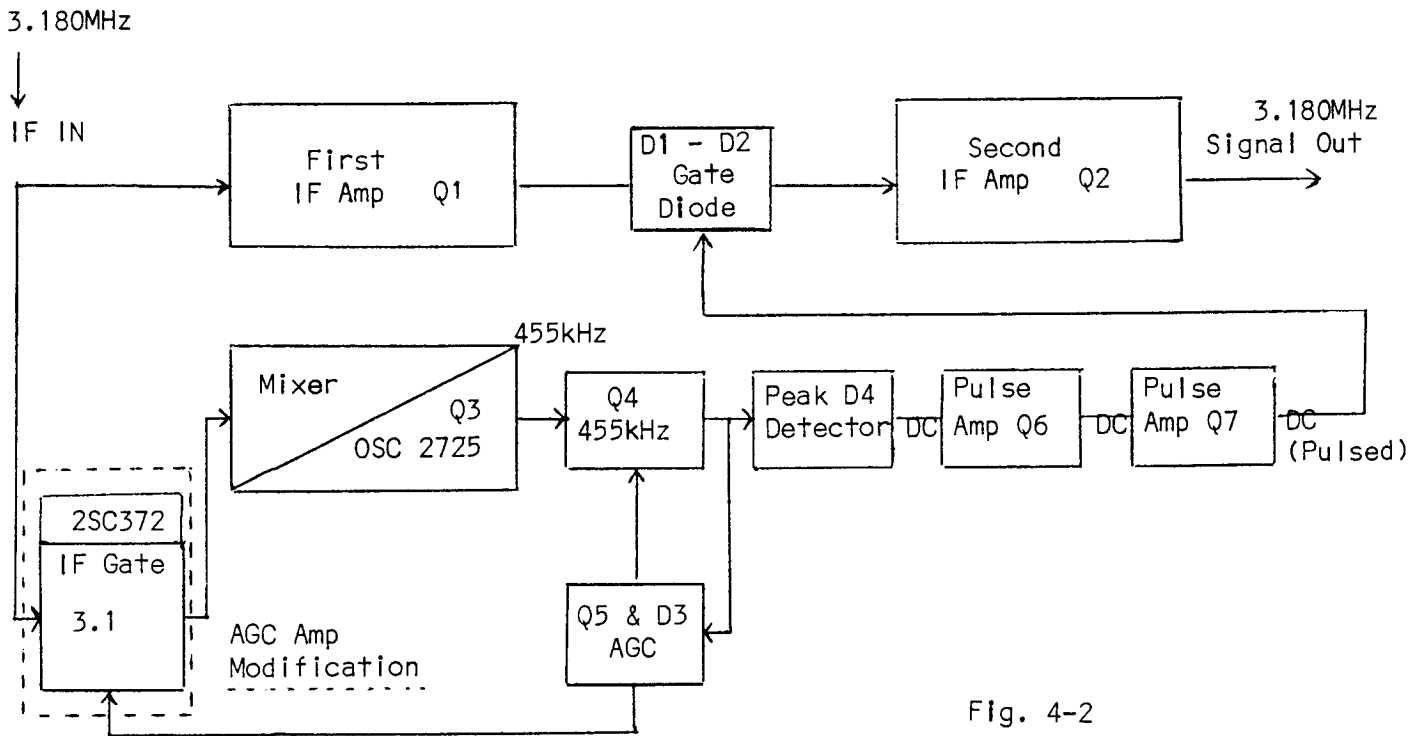 3.180MHz
IF IN
First
IF Amp Q1
D1 - D2
Gate
Diode
Second
IF Amp Q2
3.180MHz
Signal Out
Mixer
455kHz
Q3
OSC 2725
Q4
455kHz
Peak D4
Detector
DC
Pulse
Amp Q6
DC
Pulse
Amp Q7
DC
(Pulsed)
2SC372
IF Gate
3.1
AGC Amp
Modification
Q5 & D3
AGC
Fig. 4-2